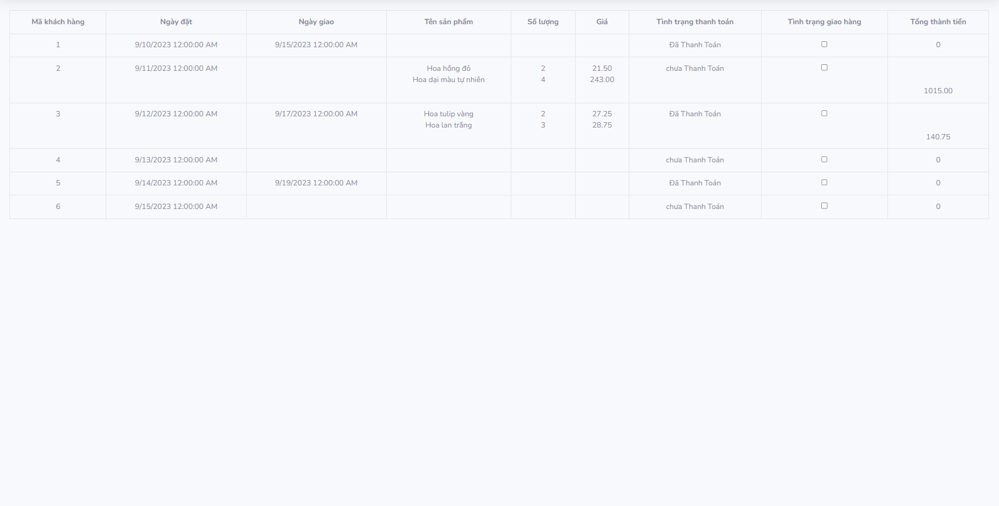 Mã khách hàng Ngày đặt Ngày giao Tên sản phẩm Số lượng Giá Tình trạng thanh toán Tình trạng giao hàng Tổng thành tiền
1 9/10/2023 12:00:00 AM 9/15/2023 12:00:00 AM Đã Thanh Toán 0
2 9/11/2023 12:00:00 AM Hoa hồng đỏ 2 21.50 chưa Thanh Toán
Hoa dại màu tự nhiên 4 243.00
1015.00
3 9/12/2023 12:00:00 AM 9/17/2023 12:00:00 AM Hoa tulip vàng 2 27.25 Đã Thanh Toán
Hoa lan trắng 3 28.75
140.75
4 9/13/2023 12:00:00 AM chưa Thanh Toán 0
5 9/14/2023 12:00:00 AM 9/19/2023 12:00:00 AM Đã Thanh Toán 0
6 9/15/2023 12:00:00 AM chưa Thanh Toán 0